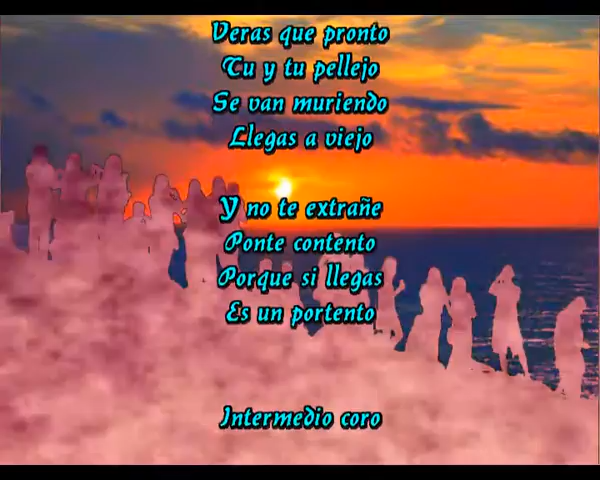 Veras que pronto
Tu y tu pellejo
Se van muriendo
Llegas a viejo
Y no te extrañe
Ponte contento
Porque si llegas
Es un portento
Intermedio coro